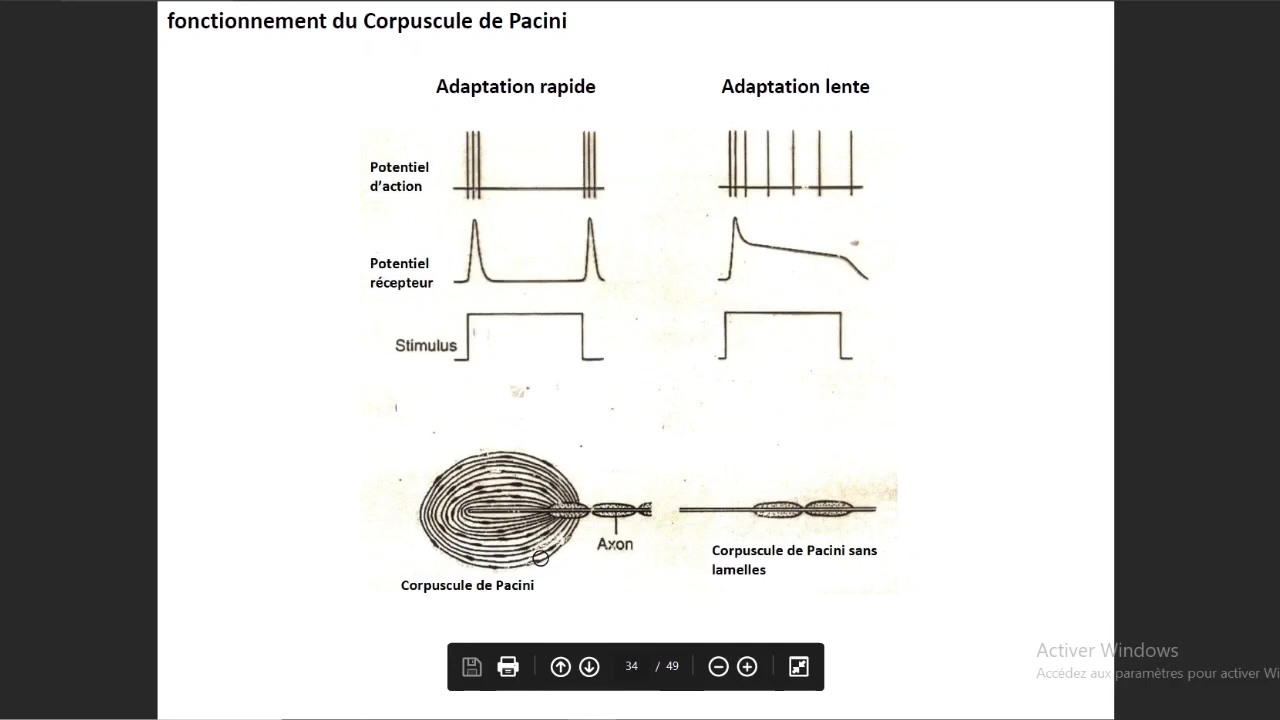 fonctionnement du Corpuscule de Pacini
Adaptation rapide
Adaptation lente
Potentiel
d'action
Potentiel
récepteur
Stimulus
Axon
Corpuscule de Pacini
Corpuscule de Pacini sans
lamelles
34 / 49
Activer Windows
Accédez aux paramètres pour activer Wi